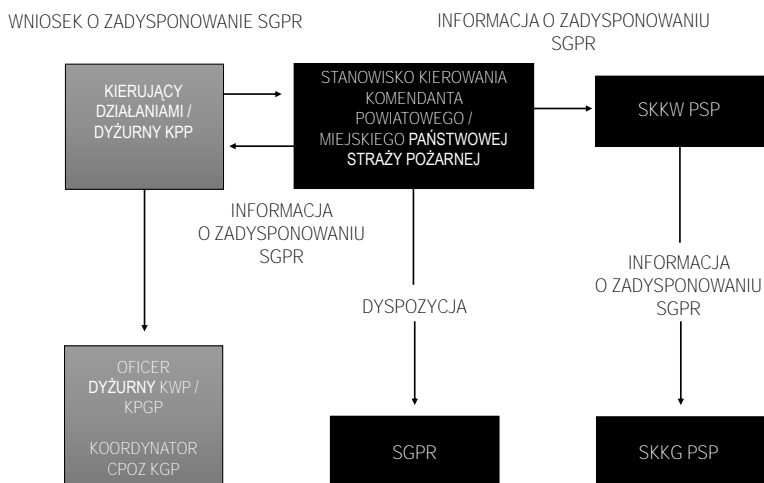 WNIOSEK O ZADYSPONOWANIE SGPR
INFORMACJA O ZADYSPONOWANIU
SGPR
KIERUJĄCY
DZIAŁANIAMI /
DYŻURNY KPP
STANOWISKO KIEROWANIA
KOMENDANTA
POWIATOWEGO /
MIEJSKIEGO PAŃSTWOWEJ
STRAŻY POŻARNEJ
SKKW PSP
INFORMACJA
O ZADYSPONOWANIU
SGPR
DYSPOZYCJA
INFORMACJA
O ZADYSPONOWANIU
SGPR
OFICER
DYŻURNY KWP /
KPGP
KOORDYNATOR
CPOZ KGP
SGPR
SKKG PSP